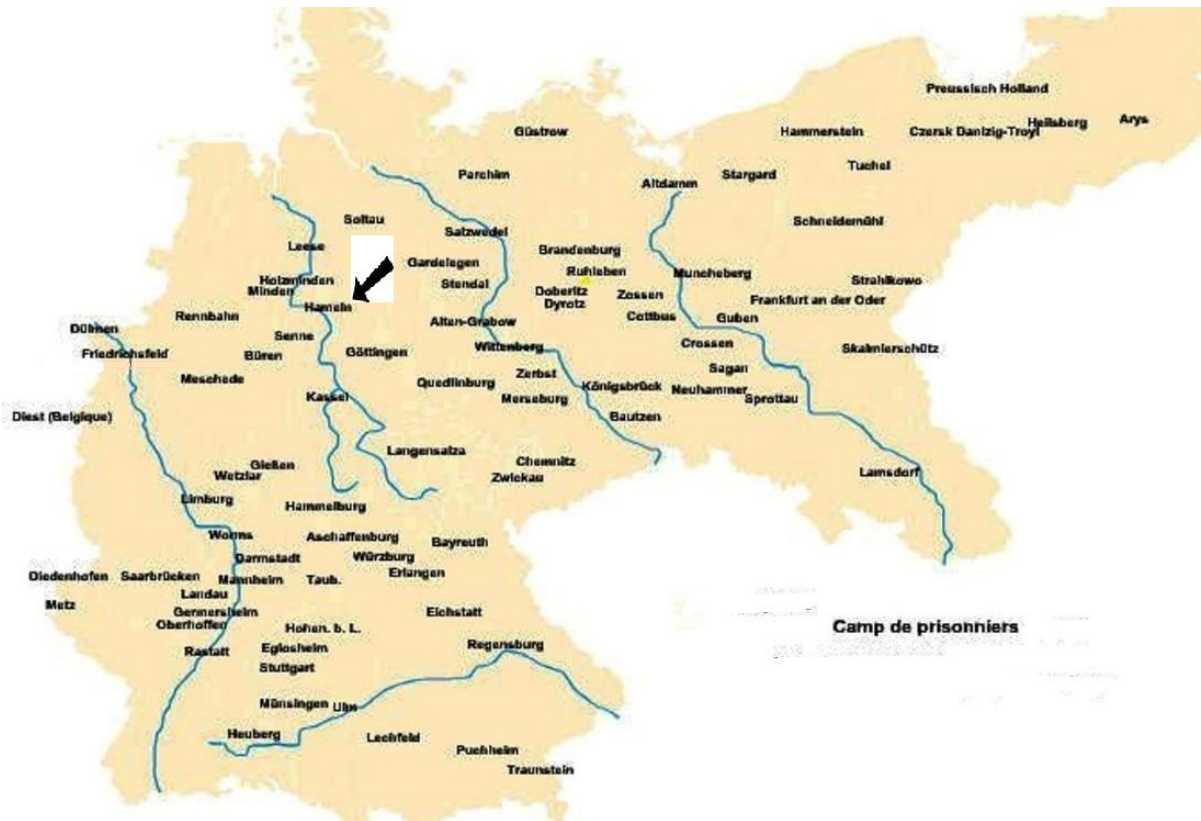 Preussisch Holland
Güstrow
Hammerstein
Czersk Danizig-Troyl
Heilsberg
Arys
Parchim
Altdamm
Stargard
Tuchel
Soltau
Salzwedel
Schneidemühl
Leese
Gardelegen
Brandenburg
Ruhleben
Muncheberg
Strahlkowo
Holzminden
Minden
Stendal
Doberitz
Dyrotz
Zossen
Frankfurt an der Oder
Hameln
Rennbahn
Alten-Grabow
Cottbus
Guben
Dülmen
Senne
Friedrichsfeld
Büren
Göttingen
Wittenberg
Crossen
Skalmierschütz
Meschede
Quedlinburg
Zerbst
Merseburg
Königsbrück
Sagan
Neuhammer
Sprottau
Kassel
Diest (Belgique)
Bautzen
Langensalza
Chemnitz
Zwickau
Lamsdorf
Gießen
Wetzlar
Limburg
Hammelburg
Worms
Aschaffenburg
Bayreuth
Darmstadt
Würzburg
Erlangen
Diedenhofen
Saarbrücken
Mannheim
Taub.
Metz
Landau
Germersheim
Oberhoffen
Eichstatt
Hohen. b. L.
Camp de prisonniers
Rastatt
Eglosheim
Stuttgart
Regensburg
Münsingen
Ulm
Heuberg
Lechfeld
Puchheim
Traunstein